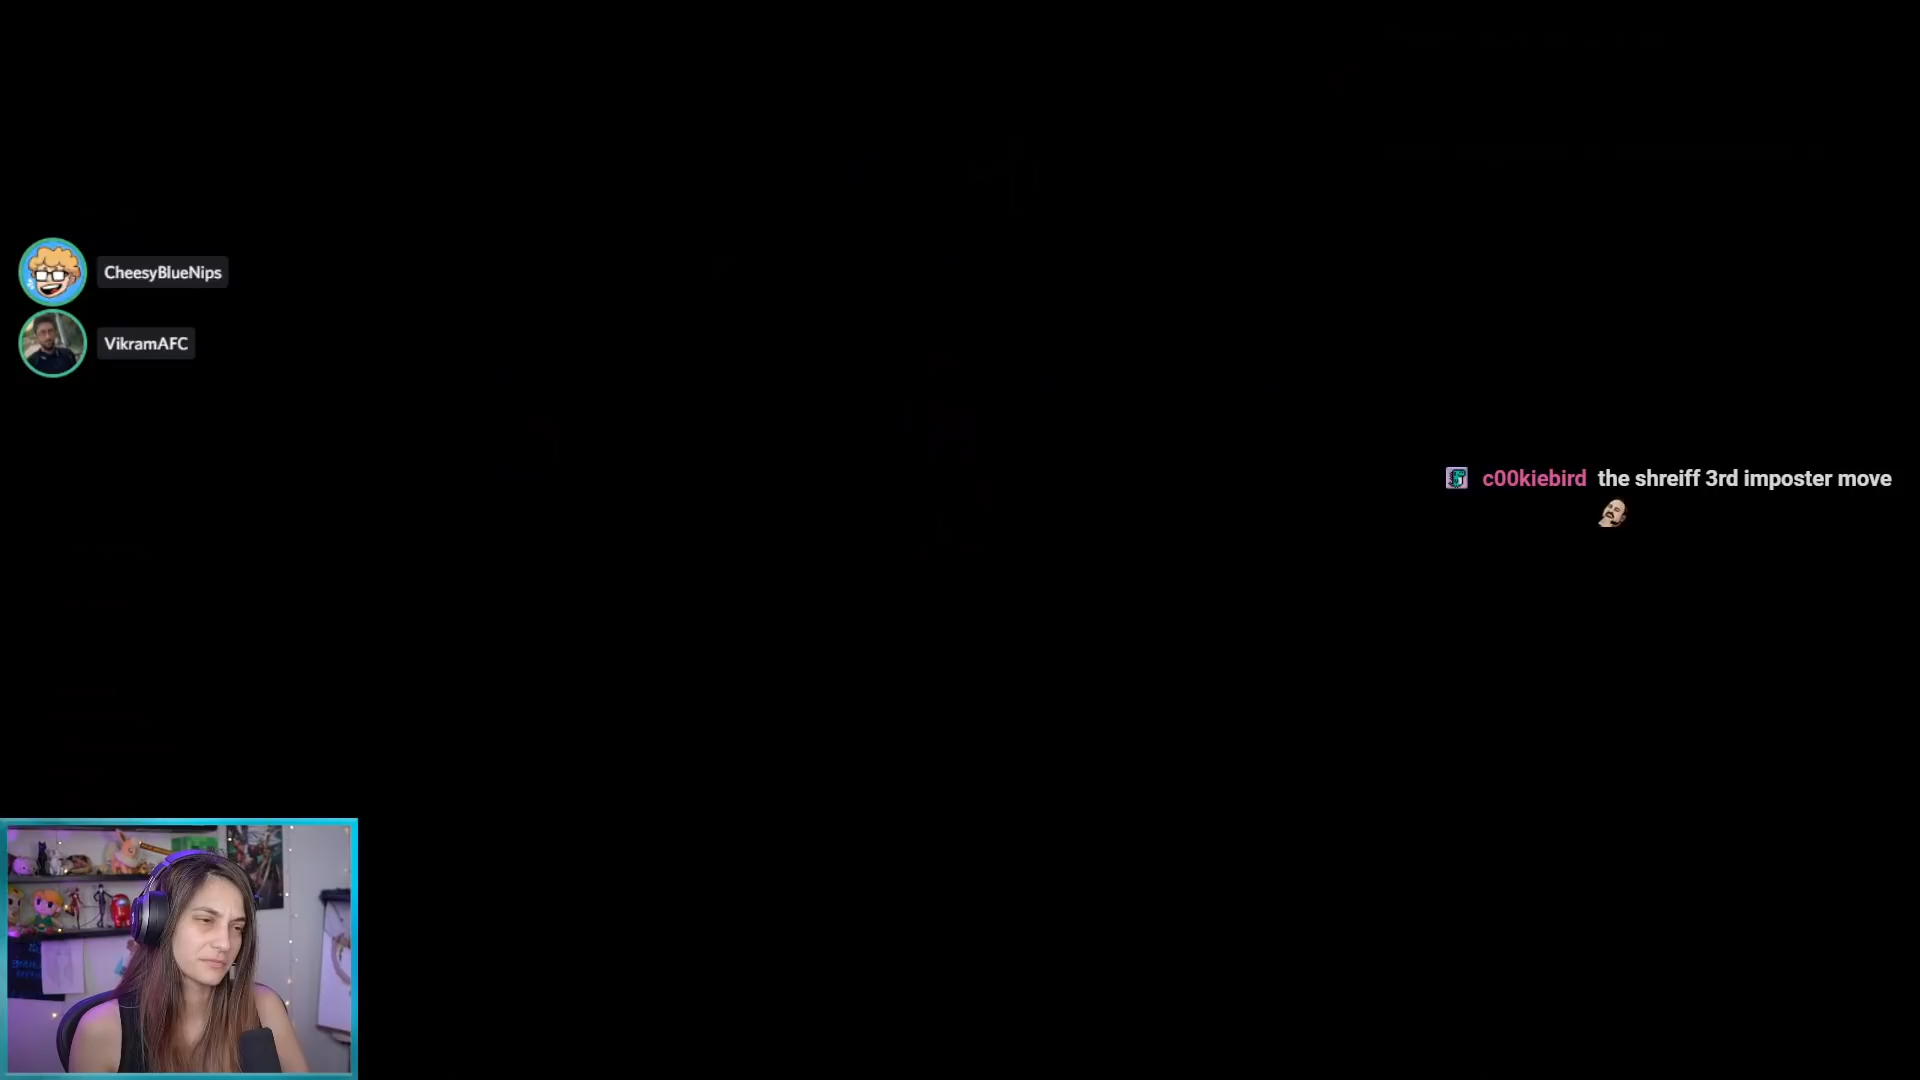 CheesyBlueNips
VikramAFC
c00kiebird the shreiff 3rd imposter move